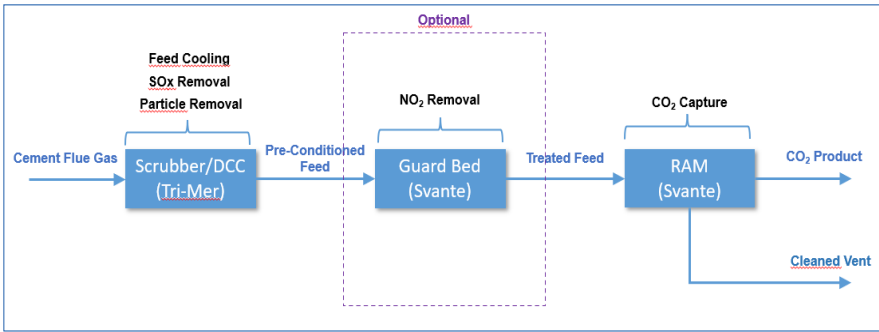 Optional
Feed Cooling
SOx Removal
Particle Removal
NO₂ Removal
CO₂ Capture
Cement Flue Gas
Scrubber/DCC
(Tri-Mer)
Pre-Conditioned
Feed
Guard Bed
(Svante)
Treated Feed
RAM
(Svante)
CO₂ Product
Cleaned Vent